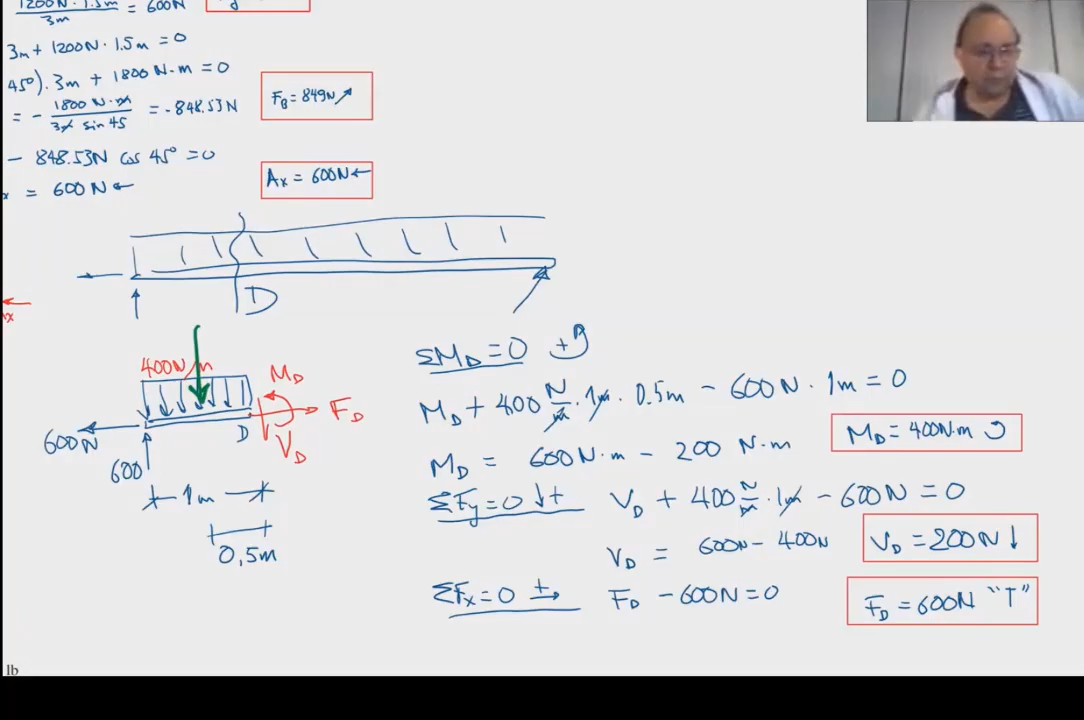 1200N · 1.5m / 3m = 600N
3m + 1200N · 1.5m = 0
45°) · 3m + 1800 N·m = 0
= - 1800 N·m / 3m sin 45 = -848.53N
F_B = 849N ↗
- 848.53N cos 45° = 0
x = 600N ←
A_x = 600N ←
D
400N/m
M_D
F_D
600N
D
V_D
600
1m
0,5m
ΣM_D = 0 +↺
M_D + 400 N/m · 1m · 0.5m - 600N · 1m = 0
M_D = 600N·m - 200 N·m
M_D = 400N·m ↺
ΣF_y = 0 ↓+
V_D + 400 N/m · 1m - 600N = 0
V_D = 600N - 400N
V_D = 200N ↓
ΣF_x = 0 +→
F_D - 600N = 0
F_D = 600N "T"
lb